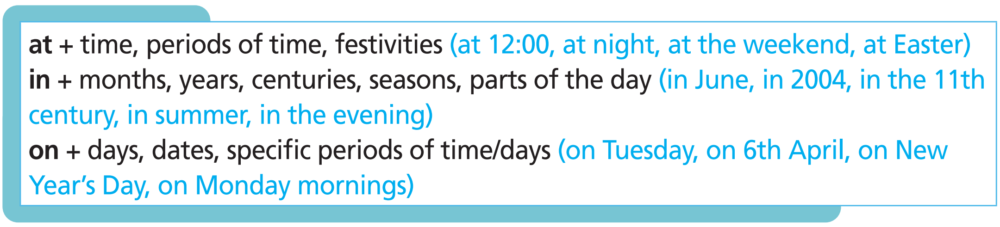 at + time, periods of time, festivities (at 12:00, at night, at the weekend, at Easter)
in + months, years, centuries, seasons, parts of the day (in June, in 2004, in the 11th
century, in summer, in the evening)
on + days, dates, specific periods of time/days (on Tuesday, on 6th April, on New
Year’s Day, on Monday mornings)